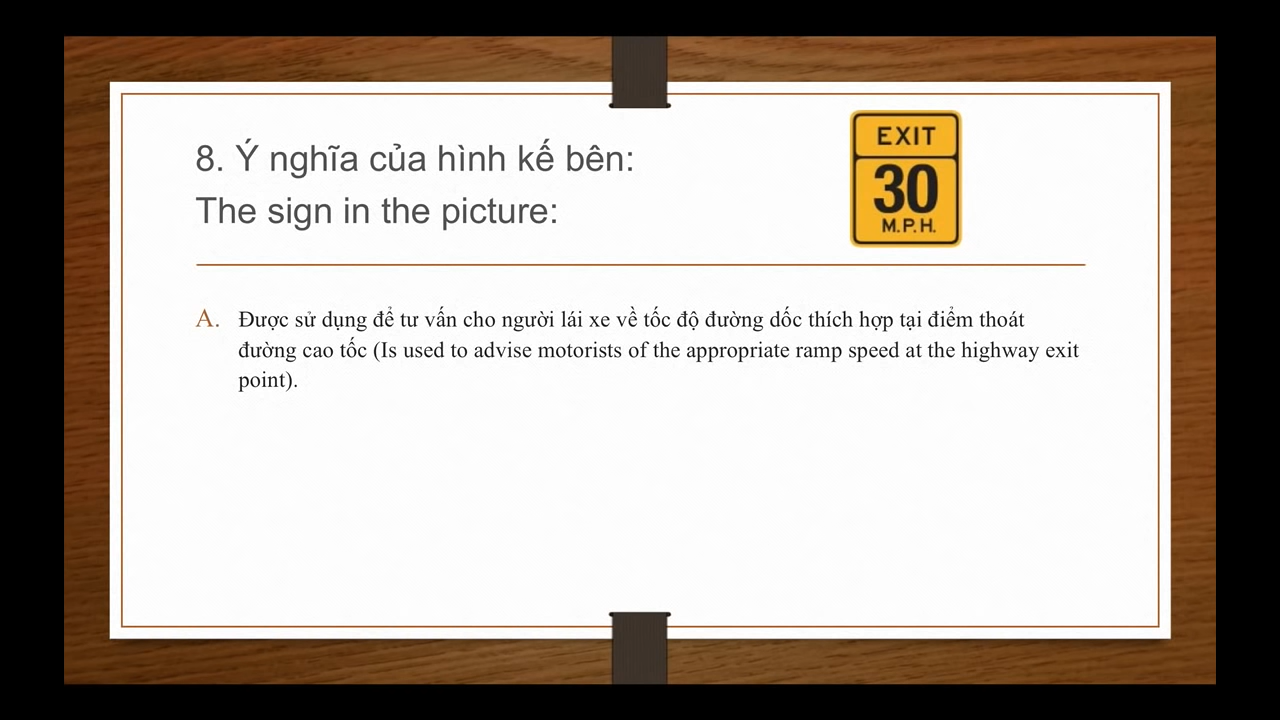 8. Ý nghĩa của hình kế bên:
The sign in the picture:
EXIT
30
M.P.H.
A. Được sử dụng để tư vấn cho người lái xe về tốc độ đường dốc thích hợp tại điểm thoát
đường cao tốc (Is used to advise motorists of the appropriate ramp speed at the highway exit
point).